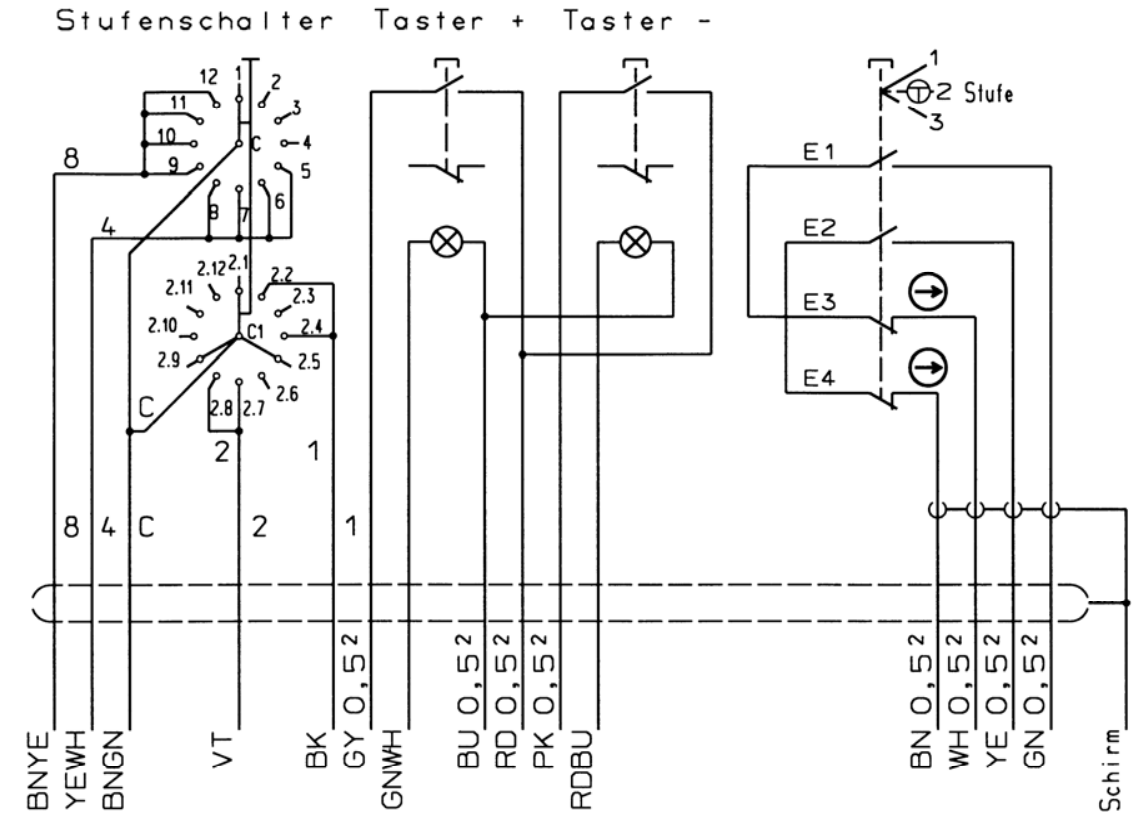 Stufenschalter Taster + Taster -
12 1 2
11 3
10 C 4
9 5
8 7 6
8
4
2.12 2.1 2.2
2.11 2.3
2.10 C1 2.4
2.9 2.5
2.8 2.7 2.6
C
2 1
8 4 C 2 1
1
2 Stufe
3
E1
E2
E3
E4
BNYE
YEWH
BNGN
VT
BK
GY 0,5²
GNWH
BU 0,5²
RD 0,5²
PK 0,5²
RDBU
BN 0,5²
WH 0,5²
YE 0,5²
GN 0,5²
Schirm